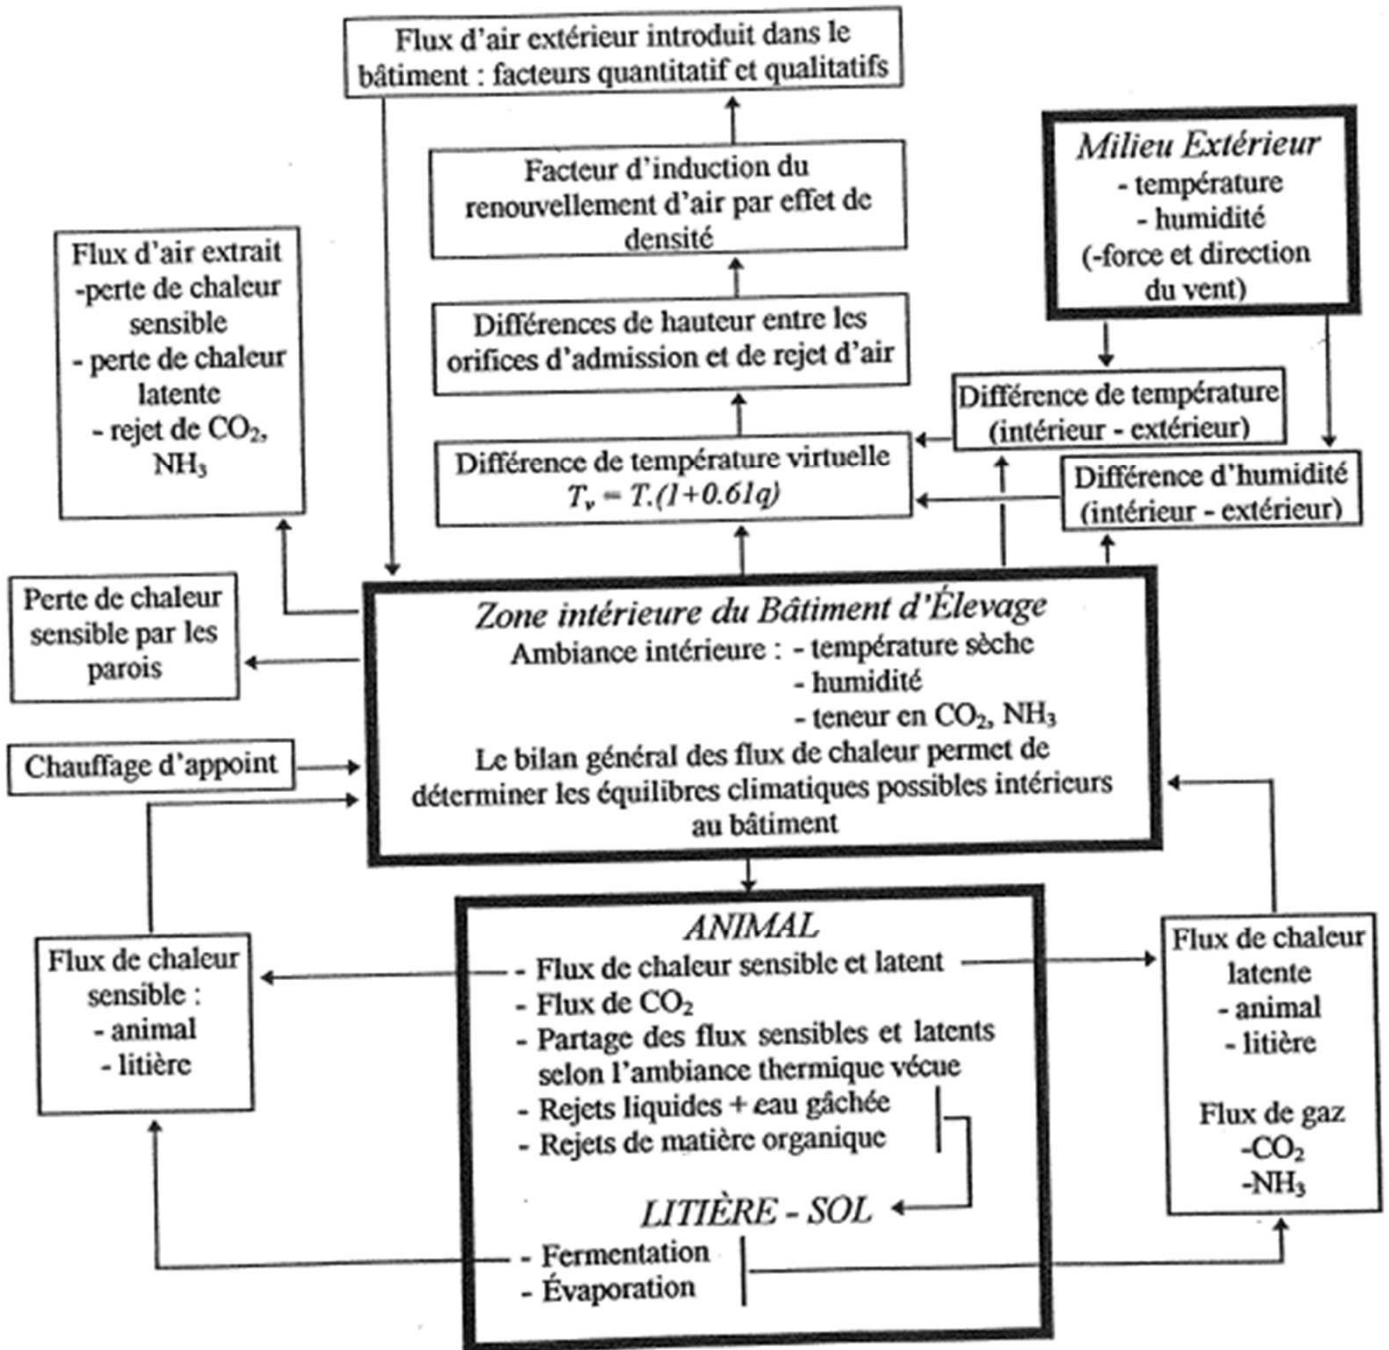 Flux d'air extérieur introduit dans le
bâtiment : facteurs quantitatif et qualitatifs
Milieu Extérieur
- température
- humidité
(-force et direction
du vent)
Facteur d'induction du
renouvellement d'air par effet de
densité
Flux d'air extrait
-perte de chaleur
sensible
- perte de chaleur
latente
- rejet de CO₂,
NH₃
Différences de hauteur entre les
orifices d'admission et de rejet d'air
Différence de température
(intérieur - extérieur)
Différence de température virtuelle
Tᵥ = T.(1+0.61q)
Différence d'humidité
(intérieur - extérieur)
Perte de chaleur
sensible par les
parois
Zone intérieure du Bâtiment d'Élevage
Ambiance intérieure : - température sèche
- humidité
- teneur en CO₂, NH₃
Le bilan général des flux de chaleur permet de
déterminer les équilibres climatiques possibles intérieurs
au bâtiment
Chauffage d'appoint
ANIMAL
- Flux de chaleur sensible et latent
- Flux de CO₂
- Partage des flux sensibles et latents
selon l'ambiance thermique vécue
- Rejets liquides + eau gâchée
- Rejets de matière organique
LITIÈRE - SOL
- Fermentation
- Évaporation
Flux de chaleur
sensible :
- animal
- litière
Flux de chaleur
latente
- animal
- litière
Flux de gaz
-CO₂
-NH₃